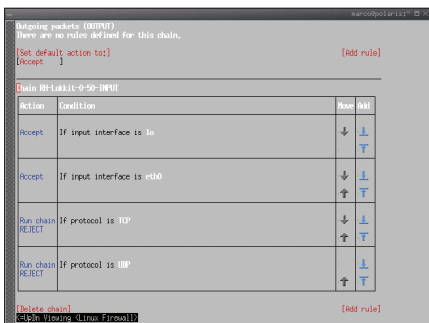 marco@polaris:~
Outgoing packets (OUTPUT)
There are no rules defined for this chain.
[Set default action to:] [Add rule]
[Accept ]
Chain RH-Lokkit-0-50-INPUT
Action Condition Move Add
Accept If input interface is lo
Accept If input interface is eth0
Run chain If protocol is TCP
REJECT
Run chain If protocol is UDP
REJECT
[Delete chain] [Add rule]
<=UpDn Viewing <Linux Firewall>